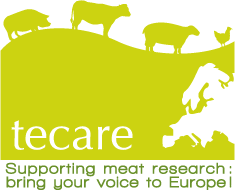 tecare
Supporting meat research:
bring your voice to Europe!